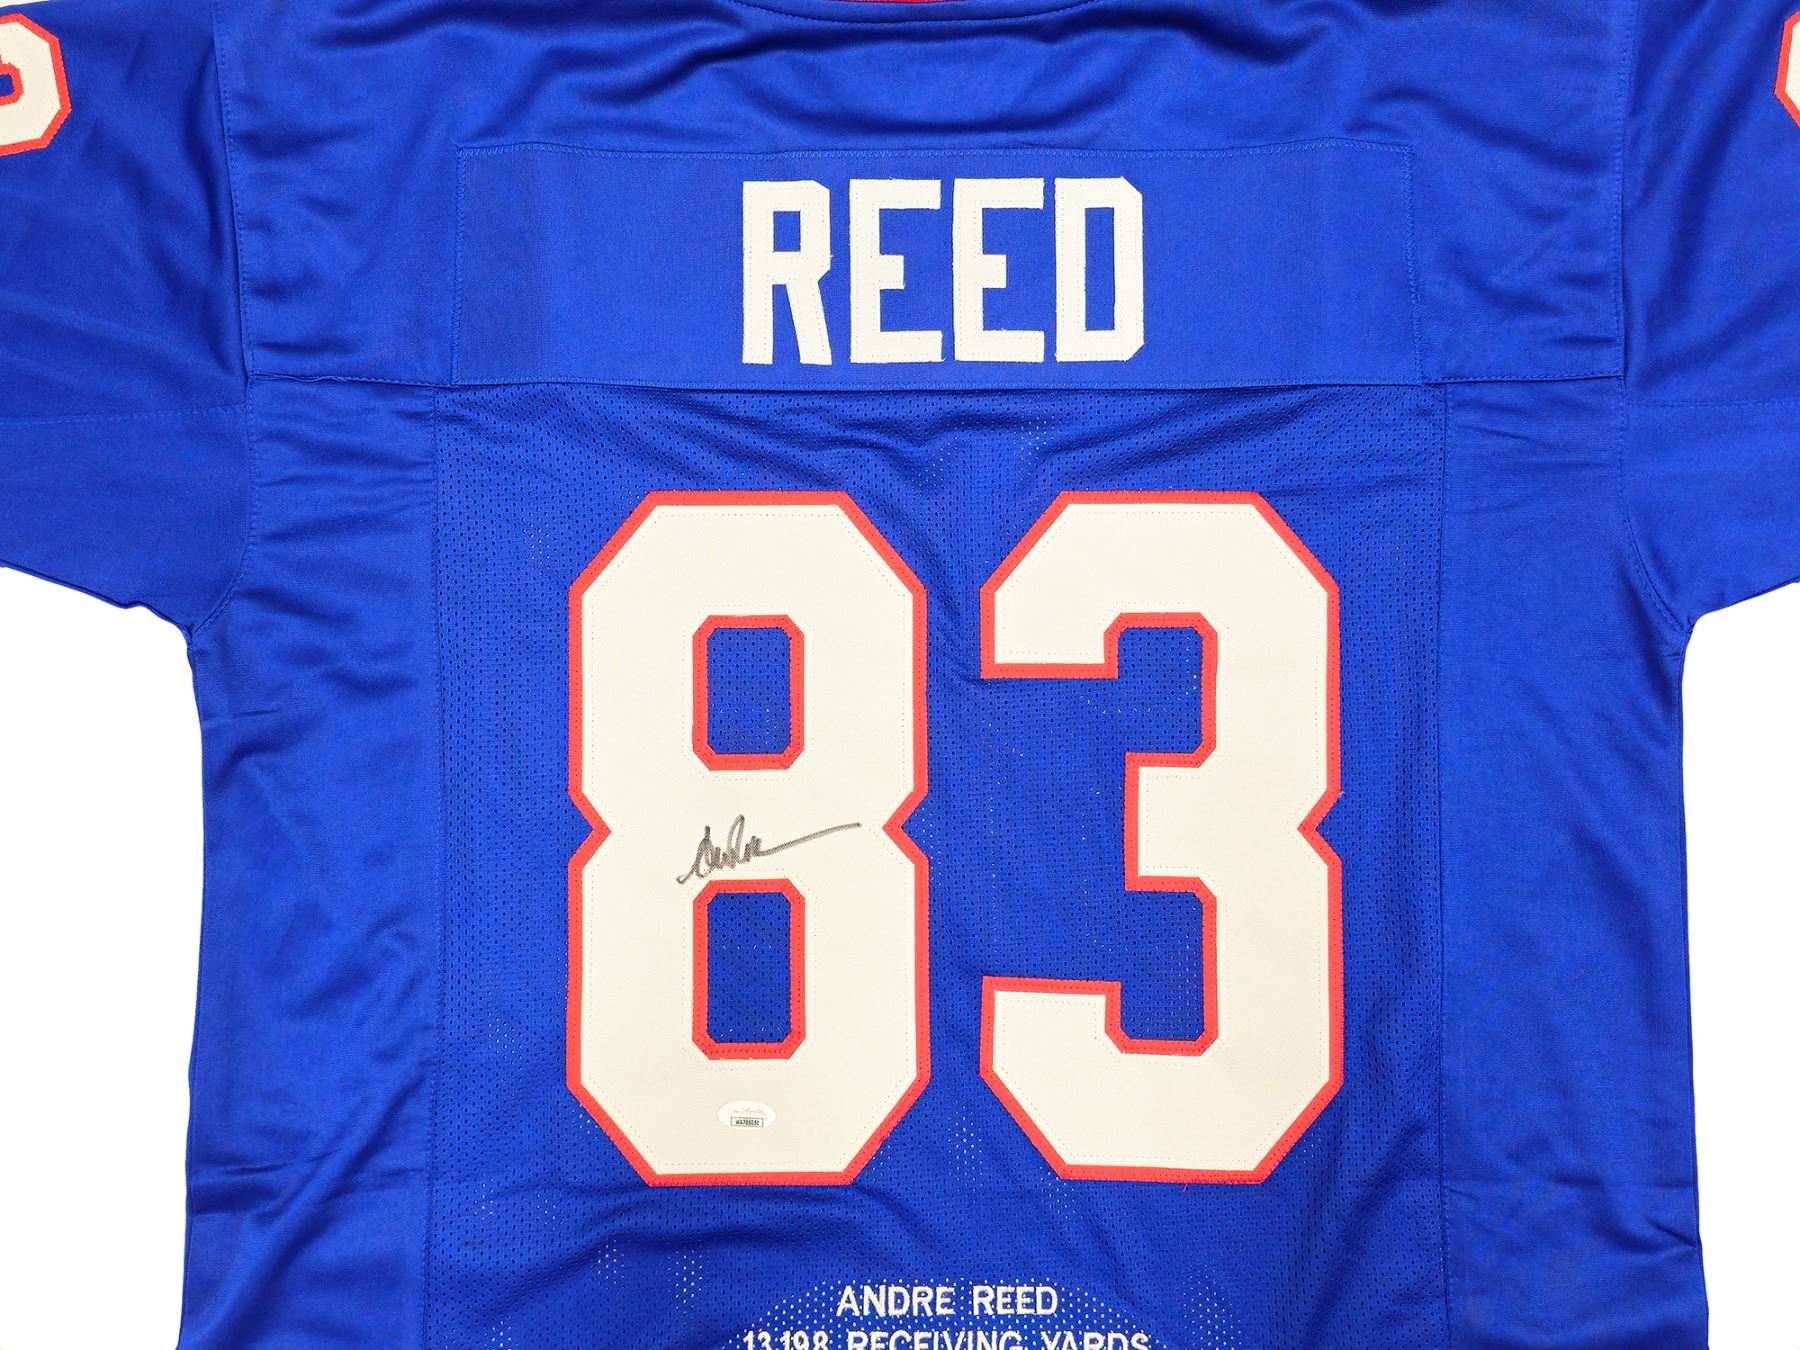 REED
83
ANDRE REED
13,198 RECEIVING YARDS